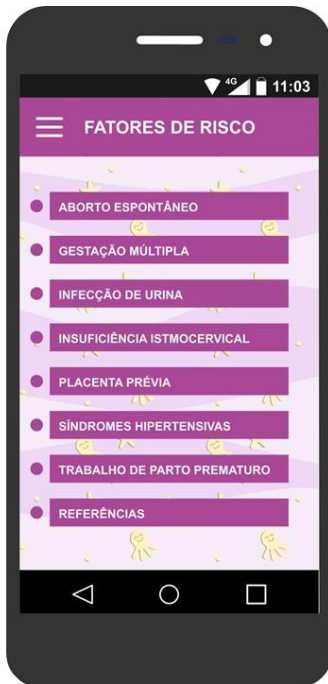 4G 11:03
FATORES DE RISCO
ABORTO ESPONTÂNEO
GESTAÇÃO MÚLTIPLA
INFECÇÃO DE URINA
INSUFICIÊNCIA ISTMOCERVICAL
PLACENTA PRÉVIA
SÍNDROMES HIPERTENSIVAS
TRABALHO DE PARTO PREMATURO
REFERÊNCIAS